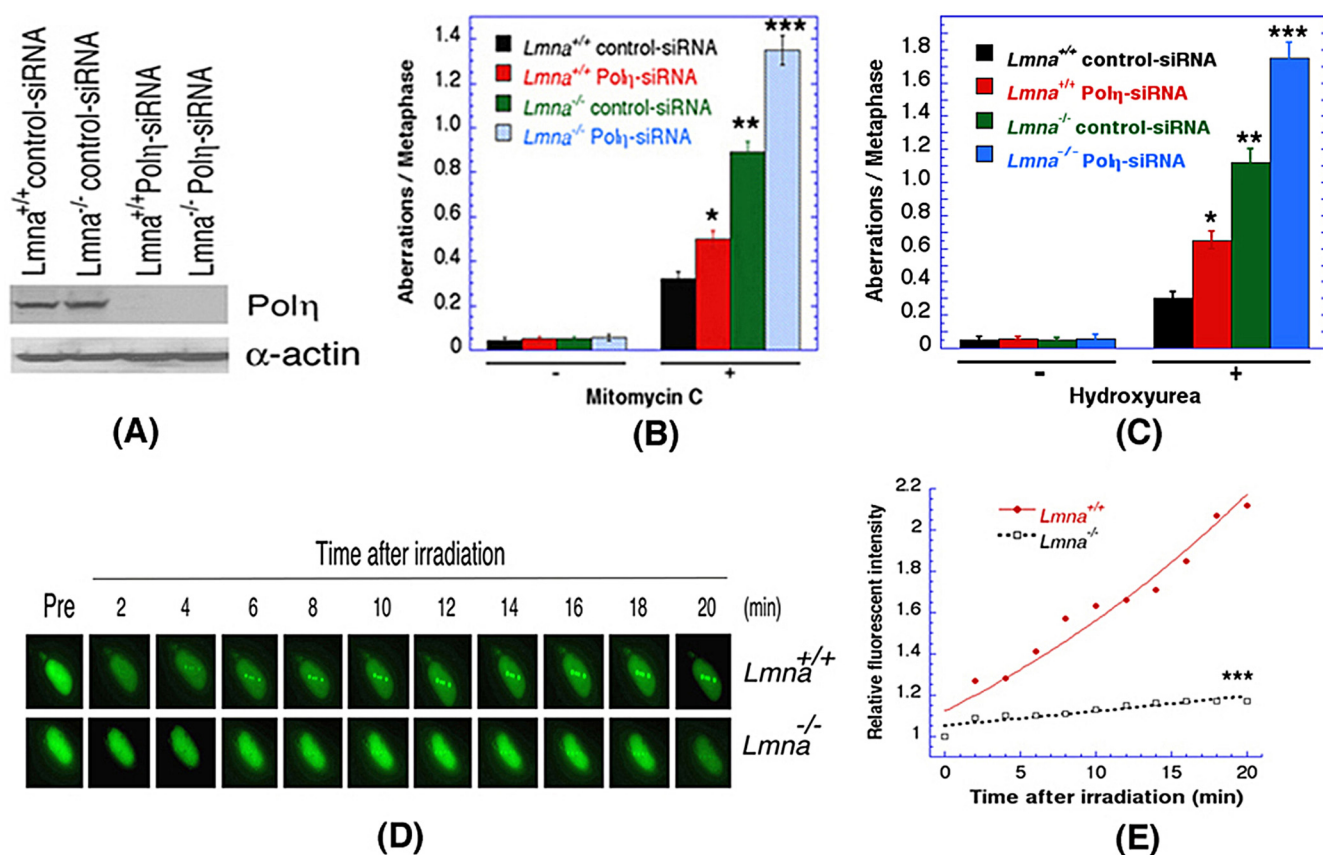 Lmna+/+control-siRNA
Lmna-/- control-siRNA
Lmna+/+Polη-siRNA
Lmna-/- Polη-siRNA
Polη
α-actin
(A)
Aberrations / Metaphase
1.4
1.2
1
0.8
0.6
0.4
0.2
0
Lmna+/+ control-siRNA
Lmna+/+ Polη-siRNA
Lmna-/- control-siRNA
Lmna-/- Polη-siRNA
*
**
***
-
+
Mitomycin C
(B)
Aberrations / Metaphase
1.8
1.6
1.4
1.2
1
0.8
0.6
0.4
0.2
0
Lmna+/+ control-siRNA
Lmna+/+ Polη-siRNA
Lmna-/- control-siRNA
Lmna-/- Polη-siRNA
*
**
***
-
+
Hydroxyurea
(C)
Time after irradiation
Pre 2 4 6 8 10 12 14 16 18 20 (min)
Lmna+/+
Lmna-/-
(D)
Relative fluorescent intensity
2.2
2
1.8
1.6
1.4
1.2
1
Lmna+/+
Lmna-/-
***
0 5 10 15 20
Time after irradiation (min)
(E)